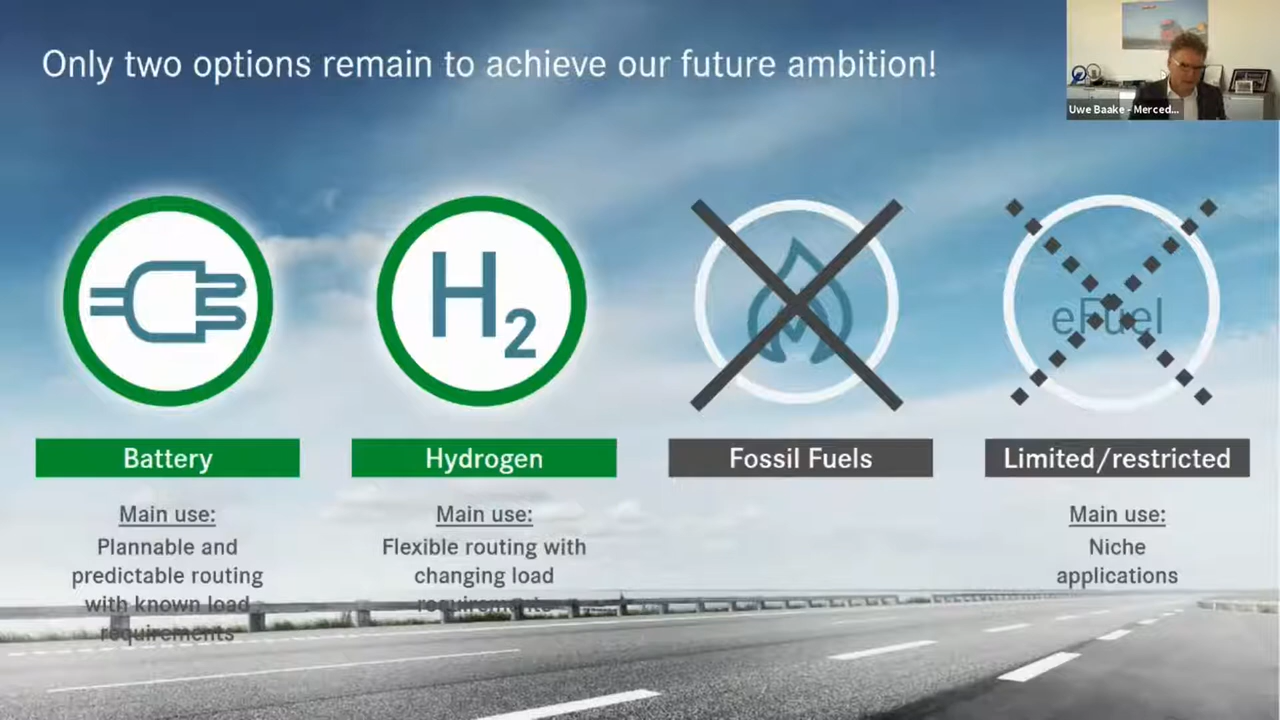 Only two options remain to achieve our future ambition!
Uwe Baake - Merced...
H2
eFuel
Battery
Hydrogen
Fossil Fuels
Limited/restricted
Main use:
Plannable and
predictable routing
with known load
requirements
Main use:
Flexible routing with
changing load
requirements
Main use:
Niche
applications